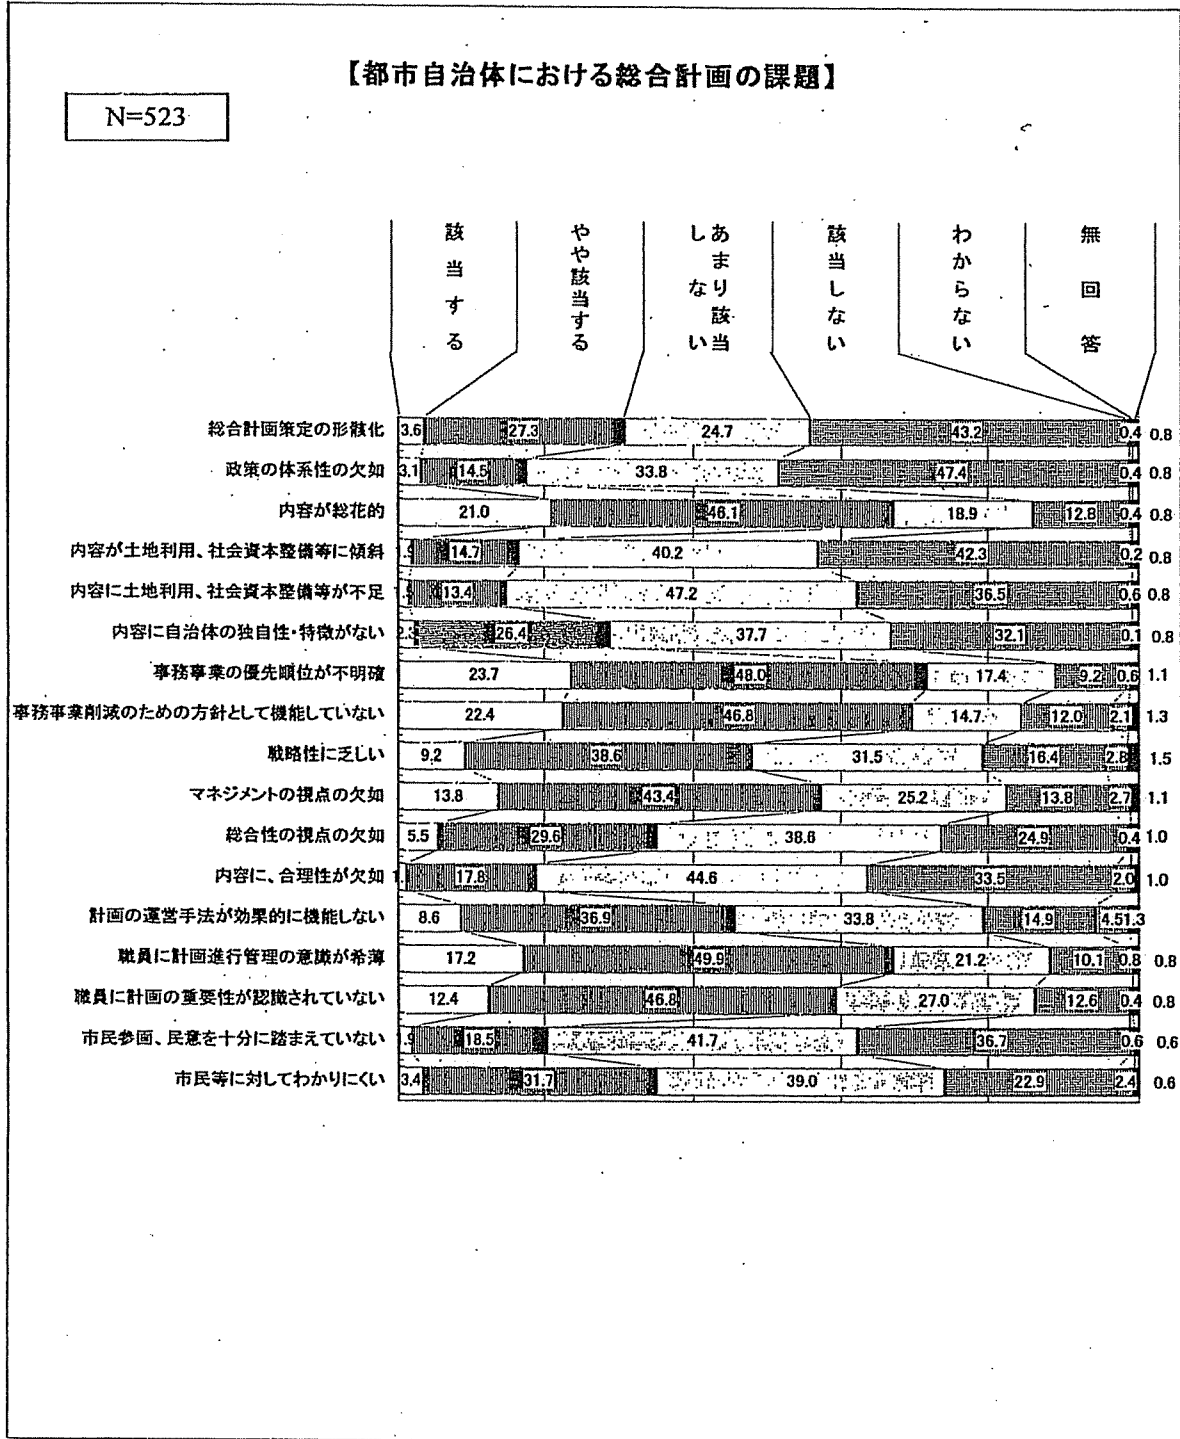 【都市自治体における総合計画の課題】
N=523
該当する
やや該当する
あまり該当しない
該当しない
わからない
無回答
総合計画策定の形骸化 3.6 27.3 24.7 43.2 0.4 0.8
政策の体系性の欠如 3.1 14.5 33.8 47.4 0.4 0.8
内容が総花的 21.0 46.1 18.9 12.8 0.4 0.8
内容が土地利用、社会資本整備等に傾斜 1.9 14.7 40.2 42.3 0.2 0.8
内容に土地利用、社会資本整備等が不足 1.5 13.4 47.2 36.5 0.6 0.8
内容に自治体の独自性・特徴がない 2.3 26.4 37.7 32.1 0.1 0.8
事務事業の優先順位が不明確 23.7 48.0 17.4 9.2 0.6 1.1
事務事業削減のための方針として機能していない 22.4 46.8 14.7 12.0 2.1 1.3
戦略性に乏しい 9.2 38.6 31.5 16.4 2.8 1.5
マネジメントの視点の欠如 13.8 43.4 25.2 13.8 2.7 1.1
総合性の視点の欠如 5.5 29.6 38.6 24.9 0.4 1.0
内容に、合理性が欠如 17.8 44.6 33.5 2.0 1.0
計画の運営手法が効果的に機能しない 8.6 36.9 33.8 14.9 4.5 1.3
職員に計画進行管理の意識が希薄 17.2 49.9 21.2 10.1 0.8 0.8
職員に計画の重要性が認識されていない 12.4 46.8 27.0 12.6 0.4 0.8
市民参画、民意を十分に踏まえていない 1.9 18.5 41.7 36.7 0.6 0.6
市民等に対してわかりにくい 3.4 31.7 39.0 22.9 2.4 0.6